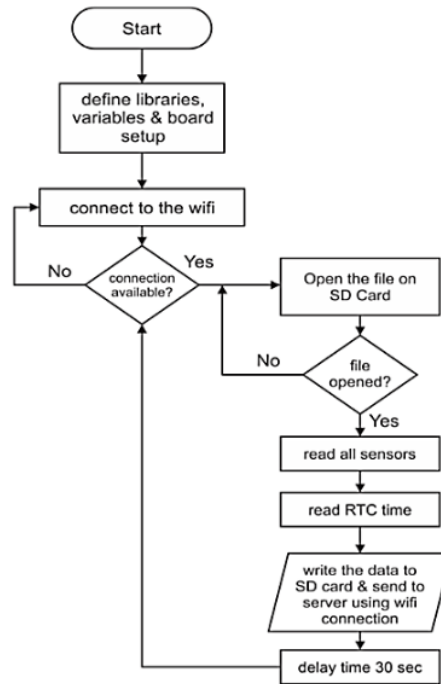 Start
define libraries,
variables & board
setup
connect to the wifi
No
connection
available?
Yes
Open the file on
SD Card
No
file
opened?
Yes
read all sensors
read RTC time
write the data to
SD card & send to
server using wifi
connection
delay time 30 sec